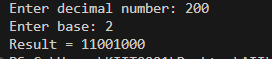 Enter decimal number: 200
Enter base: 2
Result = 11001000